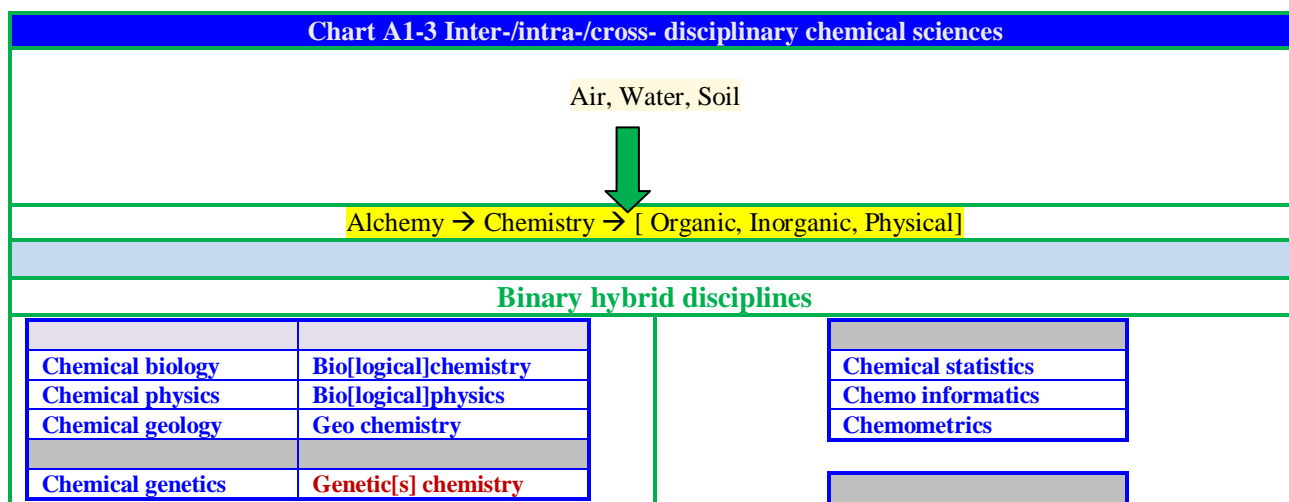 Chart A1-3 Inter-/intra-/cross- disciplinary chemical sciences
Air, Water, Soil
Alchemy → Chemistry → [ Organic, Inorganic, Physical]
Binary hybrid disciplines
Chemical biology Bio[logical]chemistry
Chemical physics Bio[logical]physics
Chemical geology Geo chemistry
Chemical genetics Genetic[s] chemistry
Chemical statistics
Chemo informatics
Chemometrics